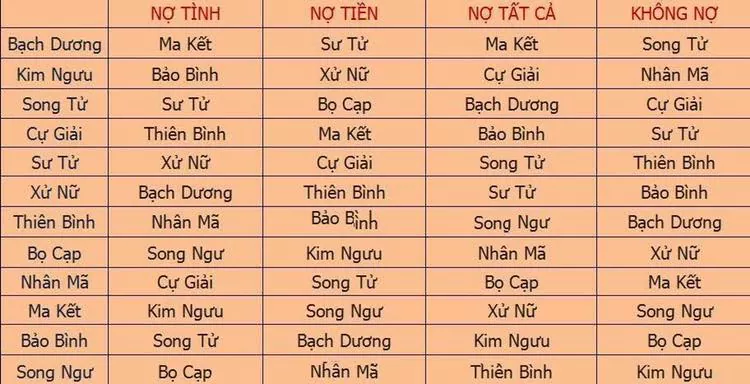 NỢ TÌNH NỢ TIỀN NỢ TẤT CẢ KHÔNG NỢ
Bạch Dương Ma Kết Sư Tử Ma Kết Song Tử
Kim Ngưu Bảo Bình Xử Nữ Cự Giải Nhân Mã
Song Tử Sư Tử Bọ Cạp Bạch Dương Cự Giải
Cự Giải Thiên Bình Ma Kết Bảo Bình Sư Tử
Sư Tử Xử Nữ Cự Giải Song Tử Thiên Bình
Xử Nữ Bạch Dương Thiên Bình Sư Tử Bảo Bình
Thiên Bình Nhân Mã Bảo Bình Song Ngư Bạch Dương
Bọ Cạp Song Ngư Kim Ngưu Nhân Mã Xử Nữ
Nhân Mã Cự Giải Song Tử Bọ Cạp Ma Kết
Ma Kết Kim Ngưu Song Ngư Xử Nữ Song Ngư
Bảo Bình Song Tử Bạch Dương Kim Ngưu Bọ Cạp
Song Ngư Bọ Cạp Nhân Mã Thiên Bình Kim Ngưu